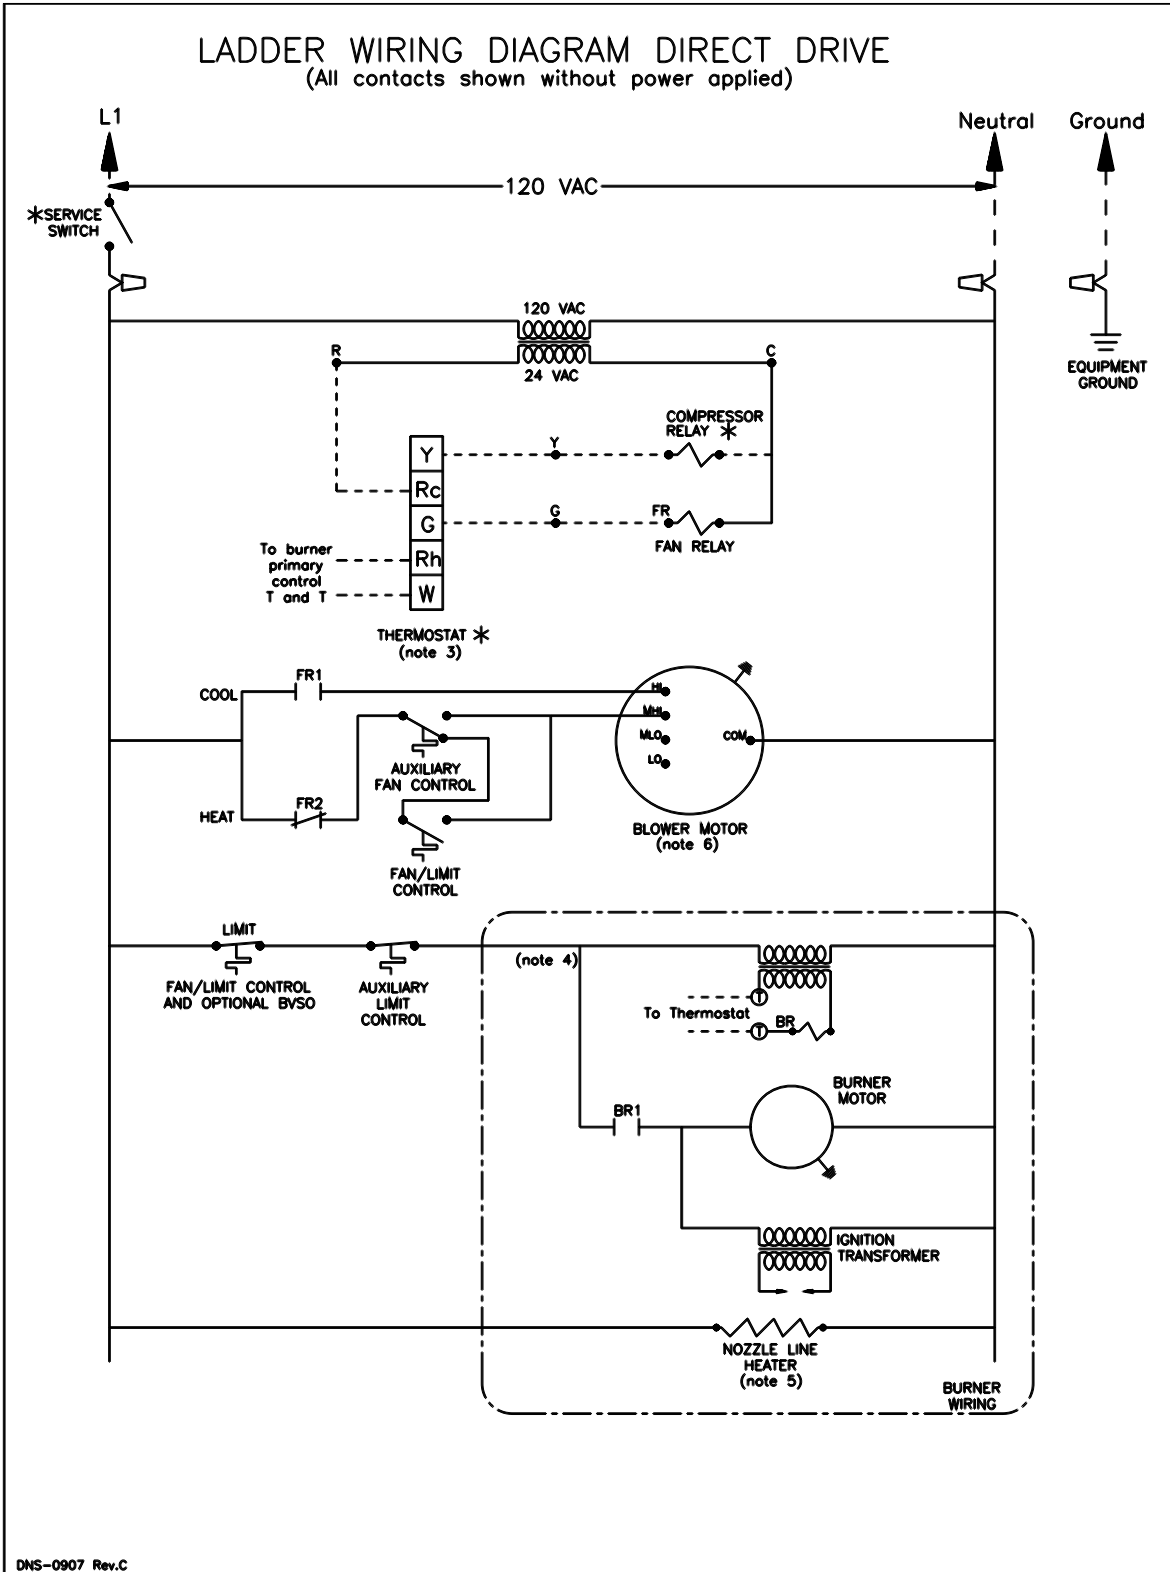 LADDER WIRING DIAGRAM DIRECT DRIVE
(All contacts shown without power applied)
L1
Neutral
Ground
120 VAC
*SERVICE
SWITCH
120 VAC
24 VAC
R
C
EQUIPMENT
GROUND
COMPRESSOR
RELAY *
Y
Y
Rc
G
G
FR
FAN RELAY
Rh
W
To burner
primary
control
T and T
THERMOSTAT *
(note 3)
COOL
FR1
HI
MHI
MLO
LO
COM
AUXILIARY
FAN CONTROL
HEAT
FR2
BLOWER MOTOR
(note 6)
FAN/LIMIT
CONTROL
LIMIT
FAN/LIMIT CONTROL
AND OPTIONAL BVSO
AUXILIARY
LIMIT
CONTROL
(note 4)
T
To Thermostat
T
BR
BURNER
MOTOR
BR1
IGNITION
TRANSFORMER
NOZZLE LINE
HEATER
(note 5)
BURNER
WIRING
DNS-0907 Rev.C